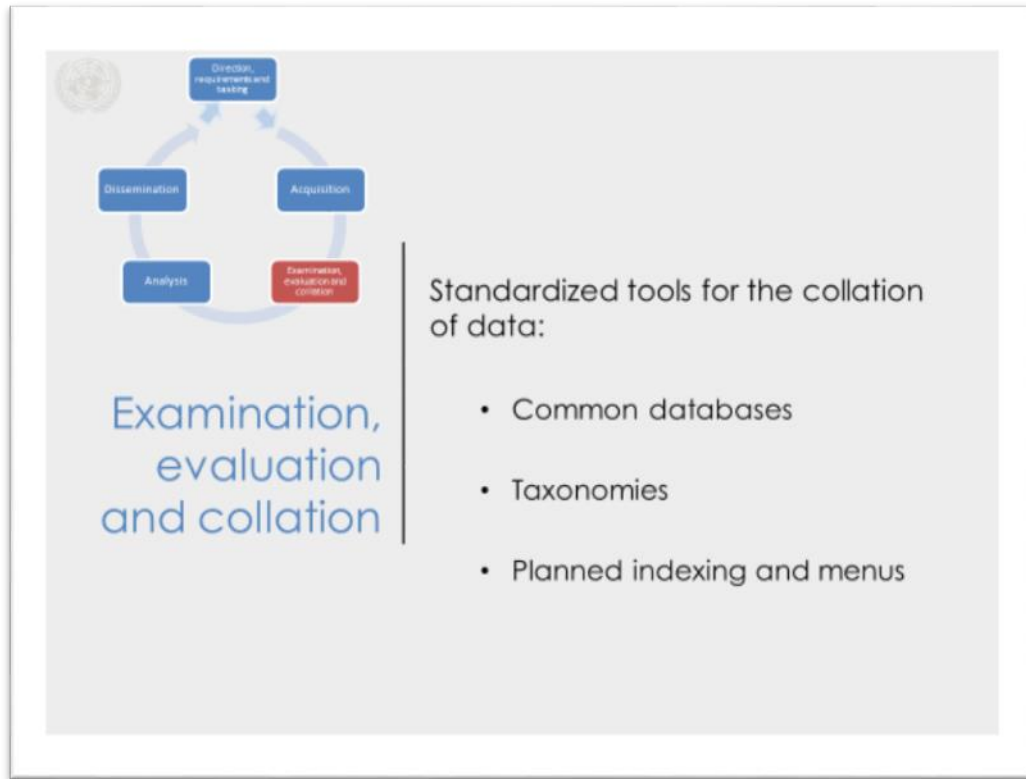 Direction,
requirements and
tasking
Dissemination
Acquisition
Analysis
Examination,
evaluation and
collation
Examination,
evaluation
and collation
Standardized tools for the collation
of data:
• Common databases
• Taxonomies
• Planned indexing and menus